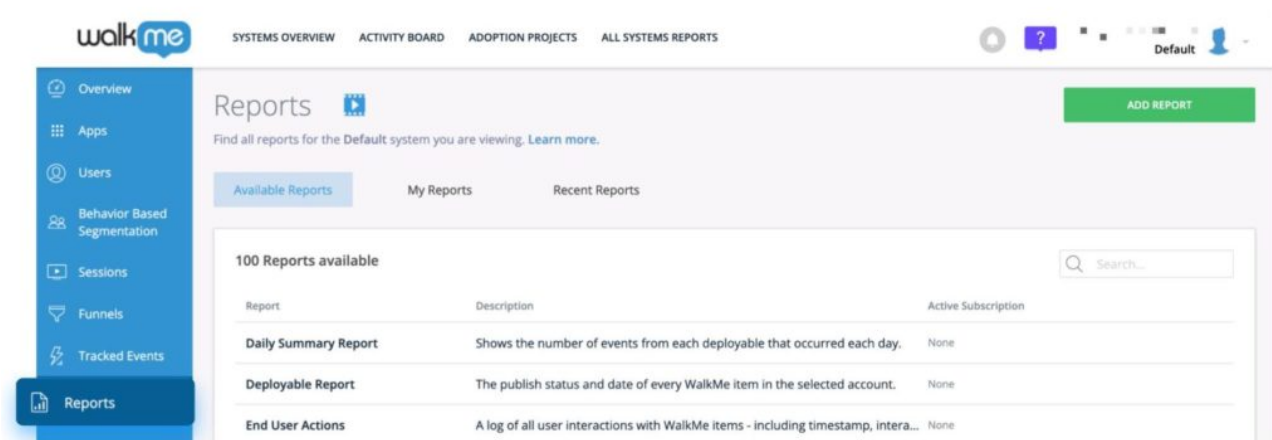 walkme
SYSTEMS OVERVIEW ACTIVITY BOARD ADOPTION PROJECTS ALL SYSTEMS REPORTS
?
Default
Overview
Apps
Users
Behavior Based
Segmentation
Sessions
Funnels
Tracked Events
Reports
Reports
ADD REPORT
Find all reports for the Default system you are viewing. Learn more.
Available Reports My Reports Recent Reports
100 Reports available
Search...
Report Description Active Subscription
Daily Summary Report Shows the number of events from each deployable that occurred each day. None
Deployable Report The publish status and date of every WalkMe item in the selected account. None
End User Actions A log of all user interactions with WalkMe items - including timestamp, intera... None